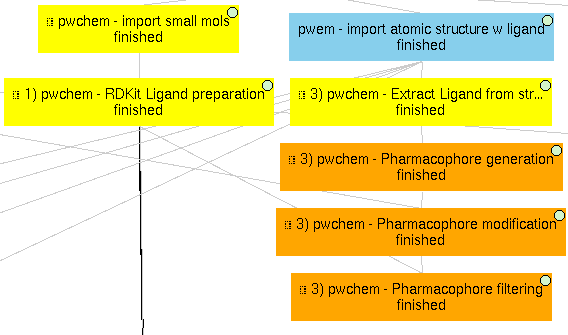 pwchem - import small mols
finished
pwem - import atomic structure w ligand
finished
1) pwchem - RDKit Ligand preparation
finished
3) pwchem - Extract Ligand from str...
finished
3) pwchem - Pharmacophore generation
finished
3) pwchem - Pharmacophore modification
finished
3) pwchem - Pharmacophore filtering
finished